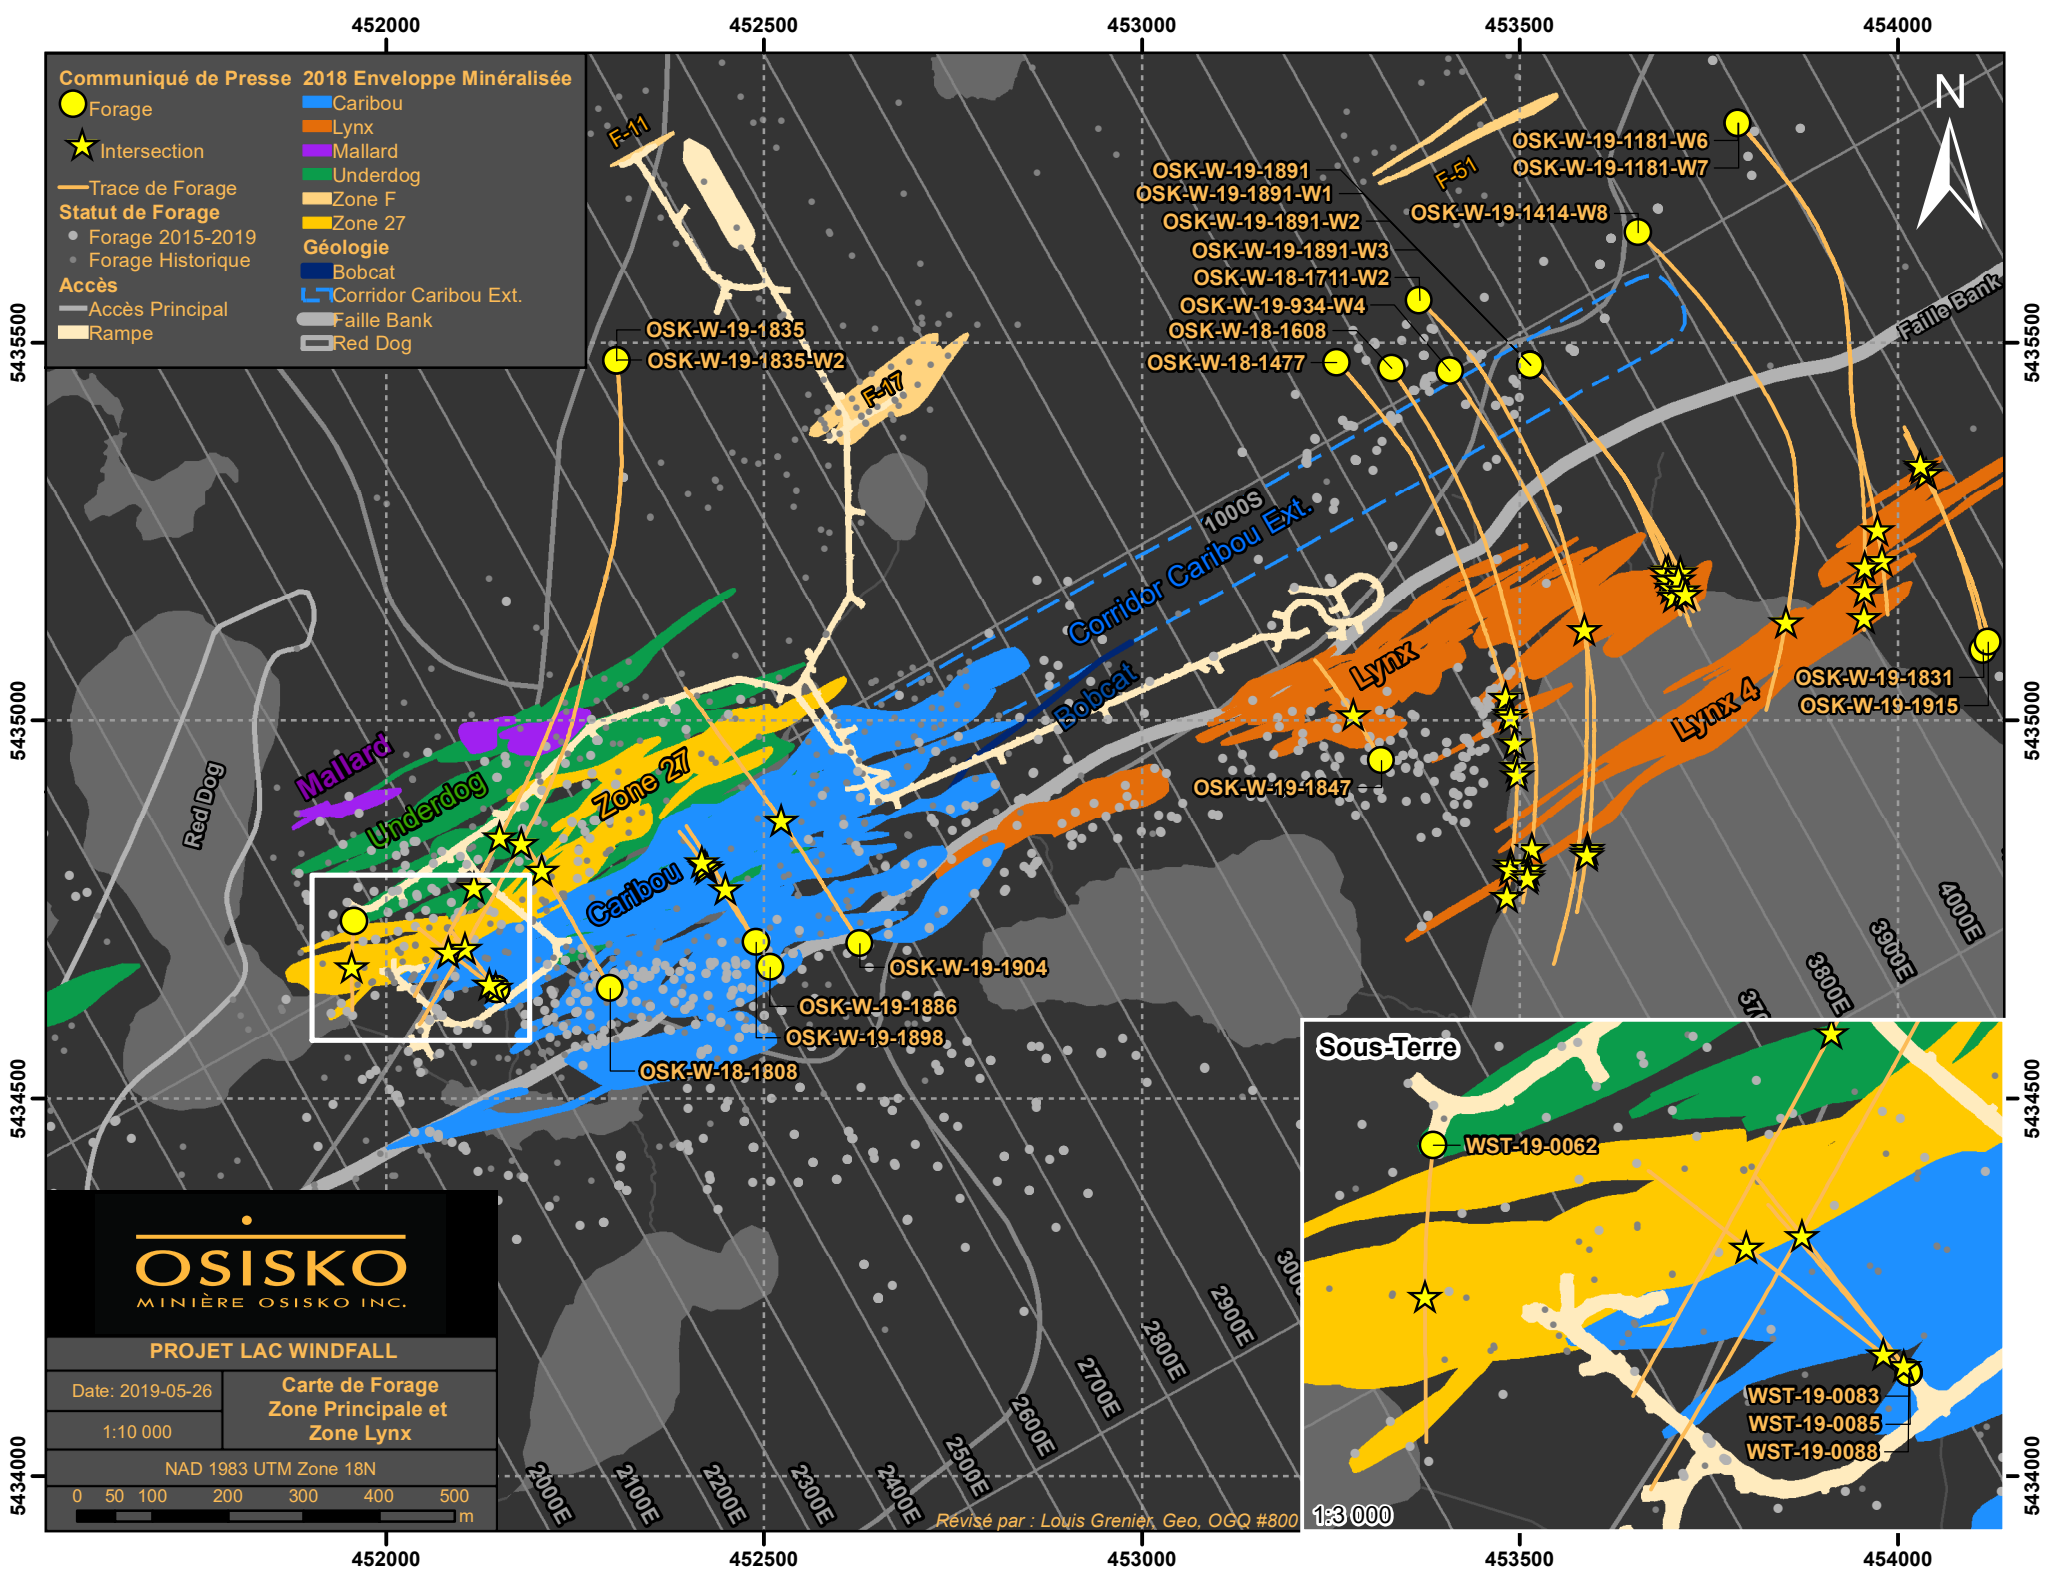 452000 452500 453000 453500 454000
Communiqué de Presse
Forage
Intersection
Trace de Forage
Statut de Forage
Forage 2015-2019
Forage Historique
Accès
Accès Principal
Rampe
2018 Enveloppe Minéralisée
Caribou
Lynx
Mallard
Underdog
Zone F
Zone 27
Géologie
Bobcat
Corridor Caribou Ext.
Faille Bank
Red Dog
N
F-11
F-51
F-17
OSK-W-19-1181-W6
OSK-W-19-1181-W7
OSK-W-19-1414-W8
OSK-W-19-1891
OSK-W-19-1891-W1
OSK-W-19-1891-W2
OSK-W-19-1891-W3
OSK-W-18-1711-W2
OSK-W-19-934-W4
OSK-W-18-1608
OSK-W-18-1477
OSK-W-19-1835
OSK-W-19-1835-W2
Faille Bank
5435500
5435500
1000S
Corridor Caribou Ext.
Bobcat
Lynx
Lynx 4
OSK-W-19-1831
OSK-W-19-1915
OSK-W-19-1847
5435000
5435000
Mallard
Underdog
Zone 27
Caribou
Red Dog
OSK-W-19-1904
OSK-W-19-1886
OSK-W-19-1898
OSK-W-18-1808
4000E
3900E
3800E
2900E
2800E
2700E
2600E
2500E
2400E
2300E
2200E
2100E
2000E
5434500
5434500
Sous-Terre
WST-19-0062
WST-19-0083
WST-19-0085
WST-19-0088
1:3 000
OSISKO
MINIÈRE OSISKO INC.
PROJET LAC WINDFALL
Date: 2019-05-26
1:10 000
Carte de Forage
Zone Principale et
Zone Lynx
NAD 1983 UTM Zone 18N
0 50 100 200 300 400 500
m
Révisé par : Louis Grenier, Geo, OGQ #800
5434000
5434000
452000 452500 453000 453500 454000